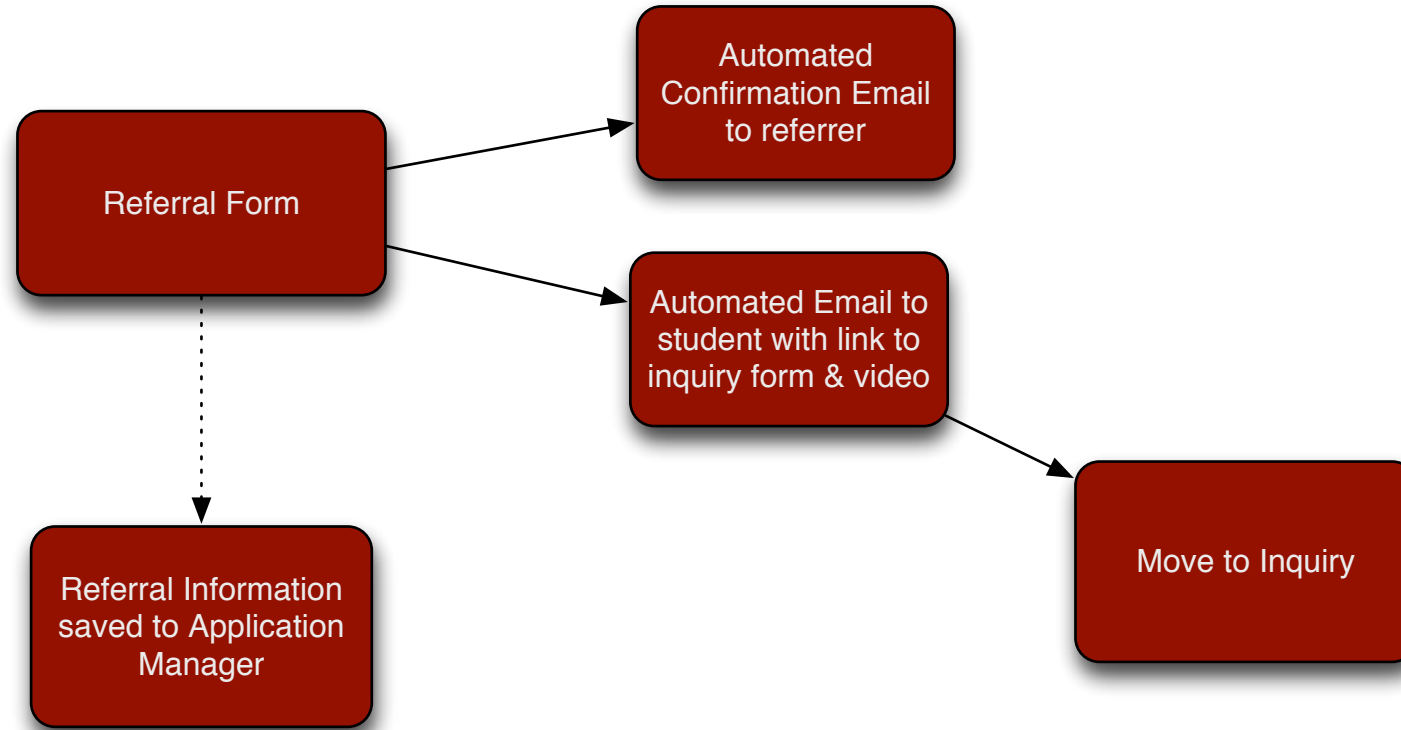 Automated
Confirmation Email
to referrer
Referral Form
Automated Email to
student with link to
inquiry form & video
Move to Inquiry
Referral Information
saved to Application
Manager